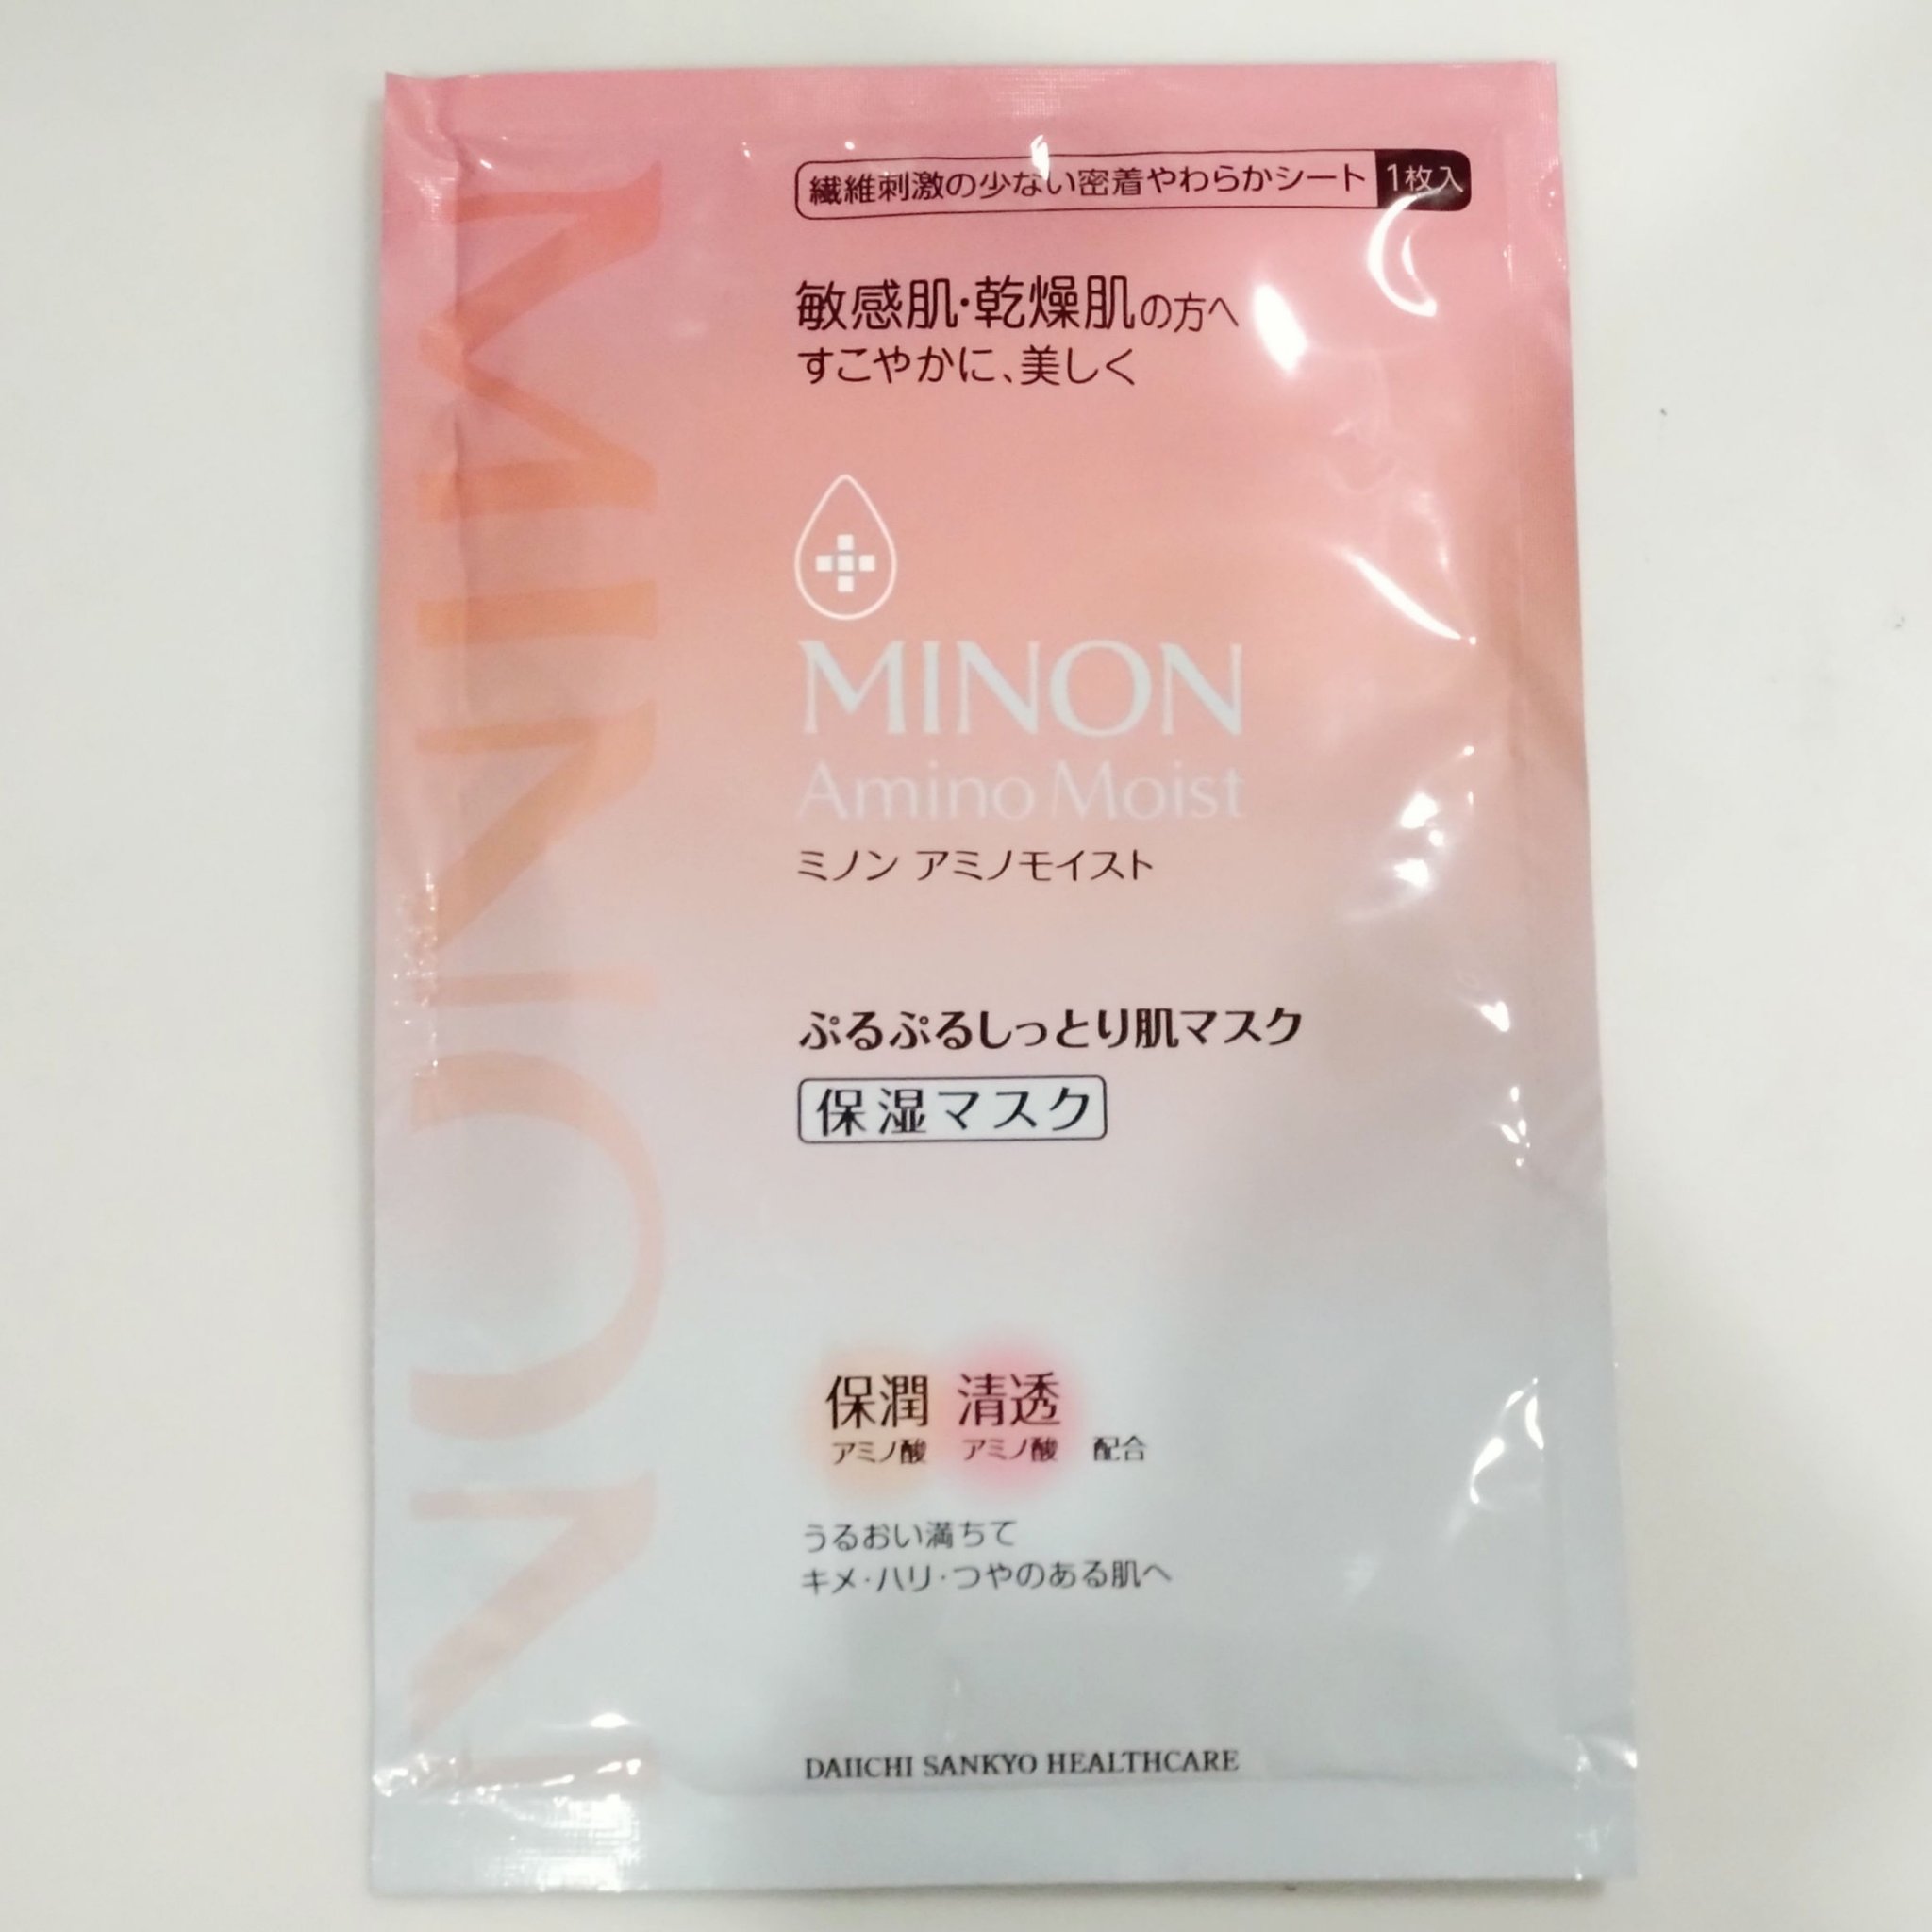 繊維刺激の少ない密着やわらかシート 1枚入
敏感肌・乾燥肌の方へ
すこやかに、美しく
MINON
MINON
Amino Moist
ミノン アミノモイスト
ぷるぷるしっとり肌マスク
保湿マスク
保潤 清透
アミノ酸 アミノ酸 配合
うるおい満ちて
キメ・ハリ・つやのある肌へ
DAIICHI SANKYO HEALTHCARE